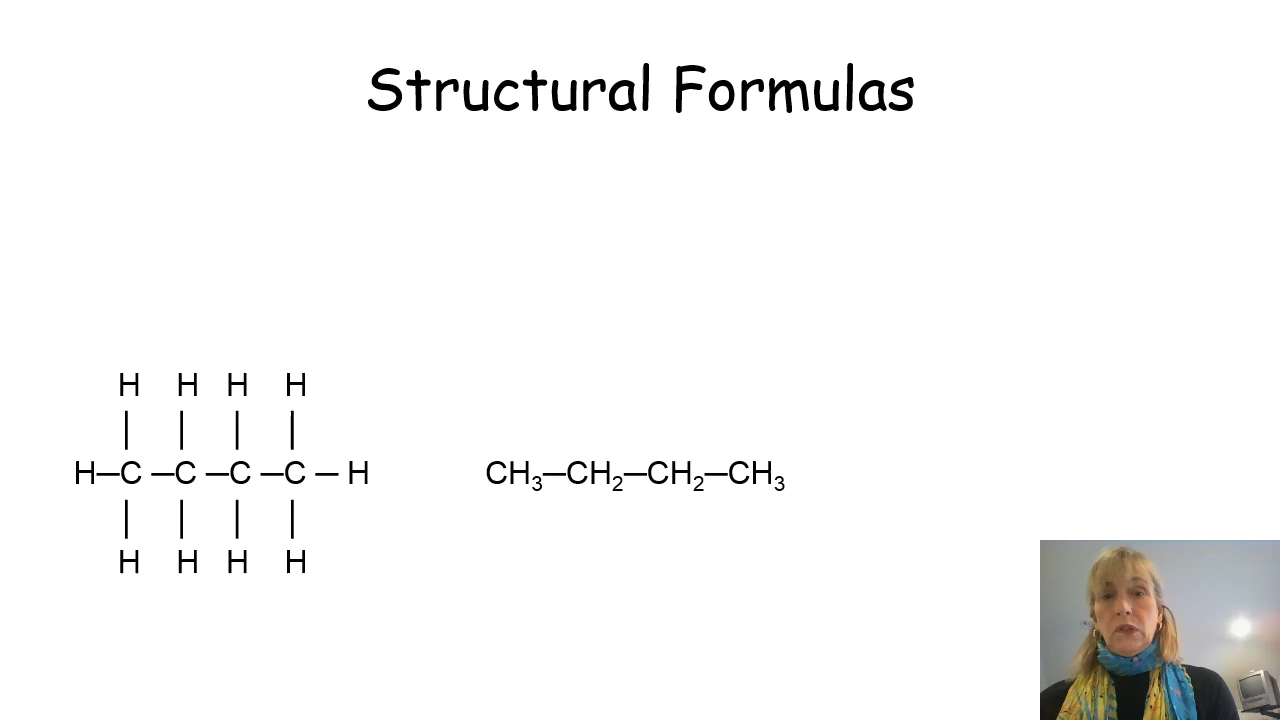 Structural Formulas
H H H H
| | | |
H─C ─C ─C ─C ─ H
| | | |
H H H H
CH₃─CH₂─CH₂─CH₃